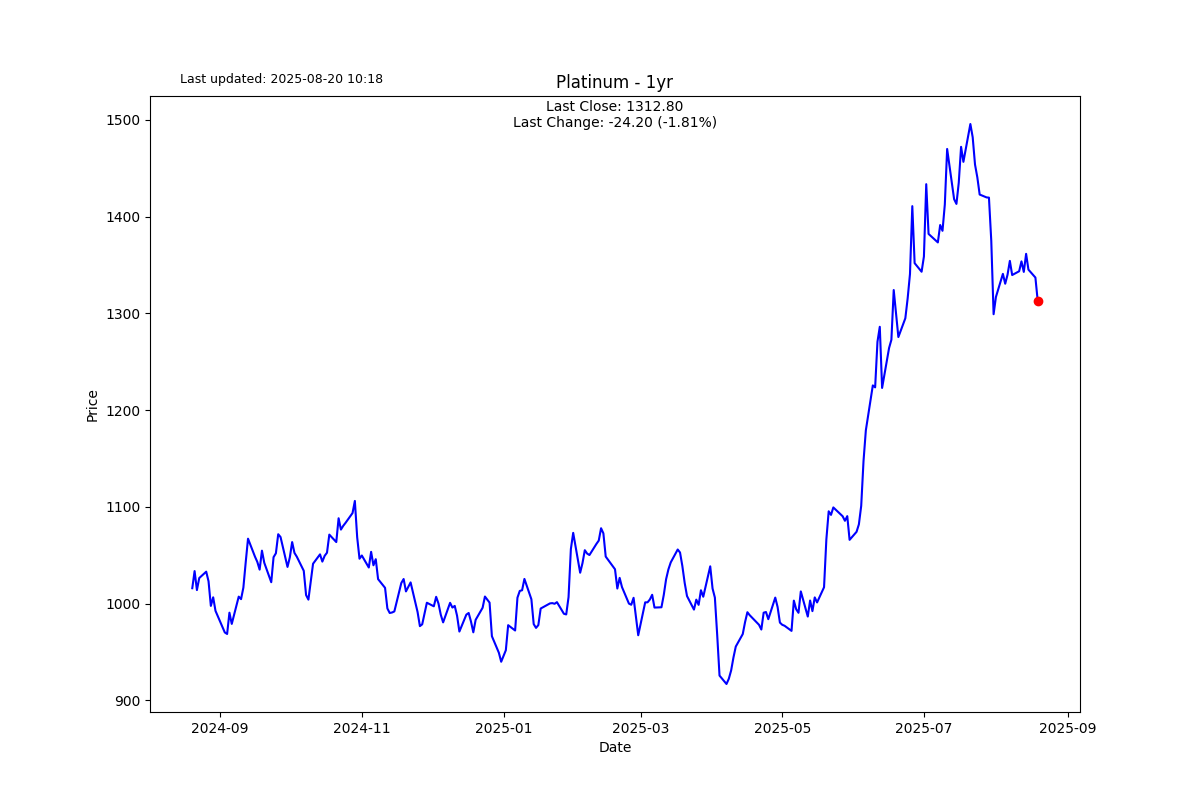 Last updated: 2025-08-20 10:18
Platinum - 1yr
Last Close: 1312.80
Last Change: -24.20 (-1.81%)
1500
1400
1300
1200
1100
1000
900
Price
2024-09 2024-11 2025-01 2025-03 2025-05 2025-07 2025-09
Date